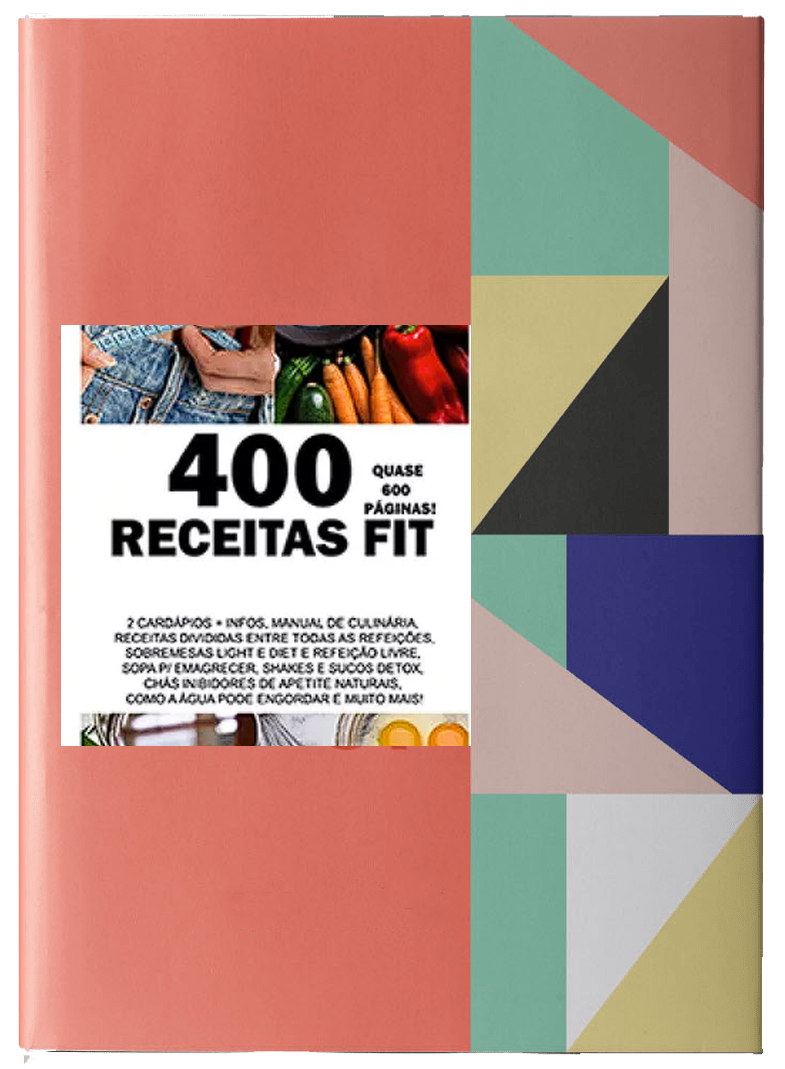 400
QUASE
600
PÁGINAS!
RECEITAS FIT
2 CARDÁPIOS + INFOS, MANUAL DE CULINÁRIA,
RECEITAS DIVIDIDAS ENTRE TODAS AS REFEIÇÕES,
SOBREMESAS LIGHT E DIET E REFEIÇÃO LIVRE,
SOPA P/ EMAGRECER, SHAKES E SUCOS DETOX,
CHÁS INIBIDORES DE APETITE NATURAIS,
COMO A ÁGUA PODE ENGORDAR E MUITO MAIS!